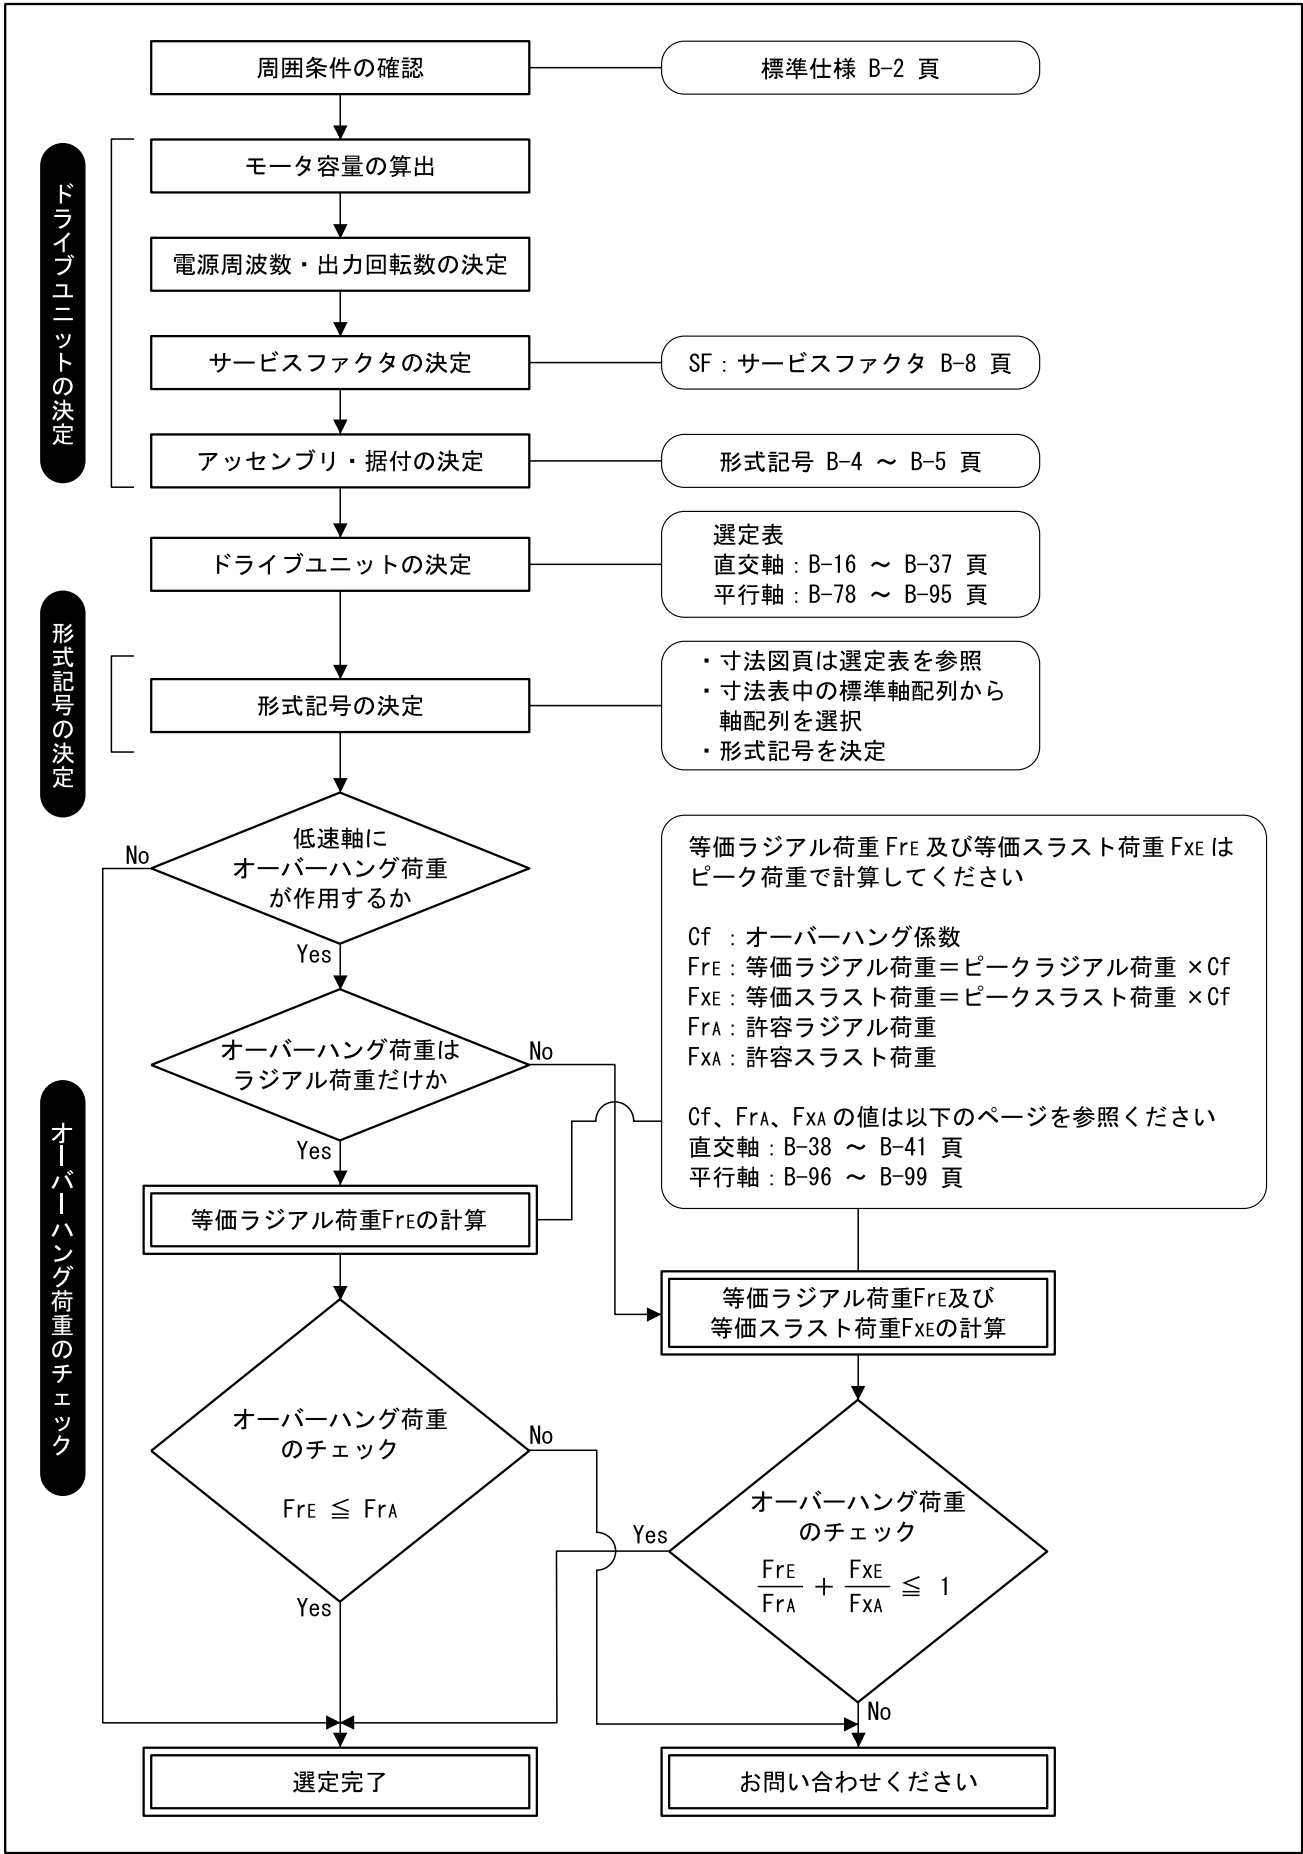 周囲条件の確認
標準仕様 B-2 頁
ドライブユニットの決定
モータ容量の算出
電源周波数・出力回転数の決定
サービスファクタの決定
SF：サービスファクタ B-8 頁
アッセンブリ・据付の決定
形式記号 B-4 ～ B-5 頁
ドライブユニットの決定
選定表
直交軸：B-16 ～ B-37 頁
平行軸：B-78 ～ B-95 頁
形式記号の決定
形式記号の決定
・寸法図頁は選定表を参照
・寸法表中の標準軸配列から
軸配列を選択
・形式記号を決定
低速軸に
オーバーハング荷重
が作用するか
No
Yes
等価ラジアル荷重 FrE 及び等価スラスト荷重 FxE は
ピーク荷重で計算してください
Cf ：オーバーハング係数
FrE：等価ラジアル荷重＝ピークラジアル荷重 ×Cf
FxE：等価スラスト荷重＝ピークスラスト荷重 ×Cf
FrA：許容ラジアル荷重
FxA：許容スラスト荷重
Cf、FrA、FxA の値は以下のページを参照ください
直交軸：B-38 ～ B-41 頁
平行軸：B-96 ～ B-99 頁
オーバーハング荷重のチェック
オーバーハング荷重は
ラジアル荷重だけか
No
Yes
等価ラジアル荷重FrEの計算
等価ラジアル荷重FrE及び
等価スラスト荷重FxEの計算
オーバーハング荷重
のチェック
FrE ≦ FrA
No
Yes
オーバーハング荷重
のチェック
FrE/FrA + FxE/FxA ≦ 1
Yes
No
選定完了
お問い合わせください